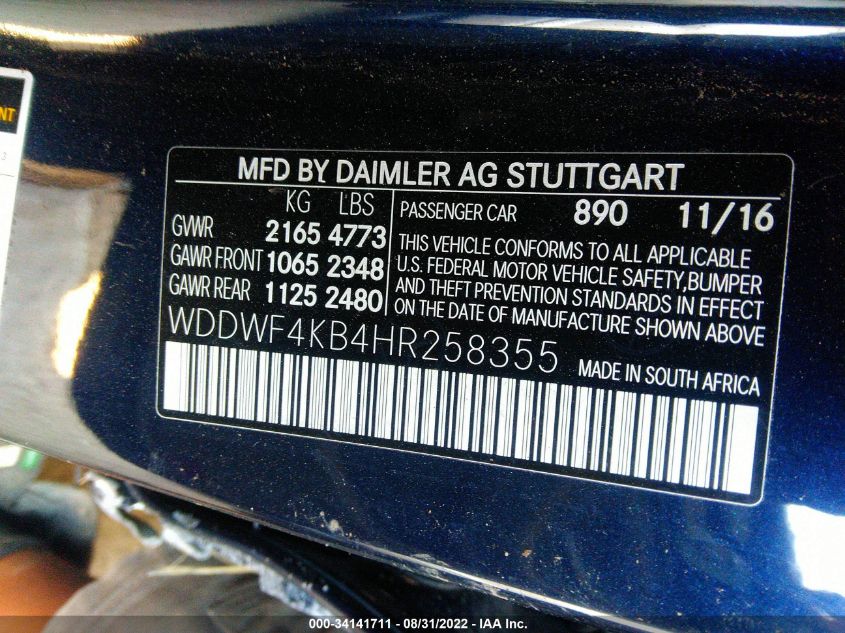 NT
3
MFD BY DAIMLER AG STUTTGART
KG LBS
GVWR 2165 4773
GAWR FRONT 1065 2348
GAWR REAR 1125 2480
PASSENGER CAR 890 11/16
THIS VEHICLE CONFORMS TO ALL APPLICABLE
U.S. FEDERAL MOTOR VEHICLE SAFETY,BUMPER
AND THEFT PREVENTION STANDARDS IN EFFECT
ON THE DATE OF MANUFACTURE SHOWN ABOVE
WDDWF4KB4HR258355
MADE IN SOUTH AFRICA
000-34141711 - 08/31/2022 - IAA Inc.